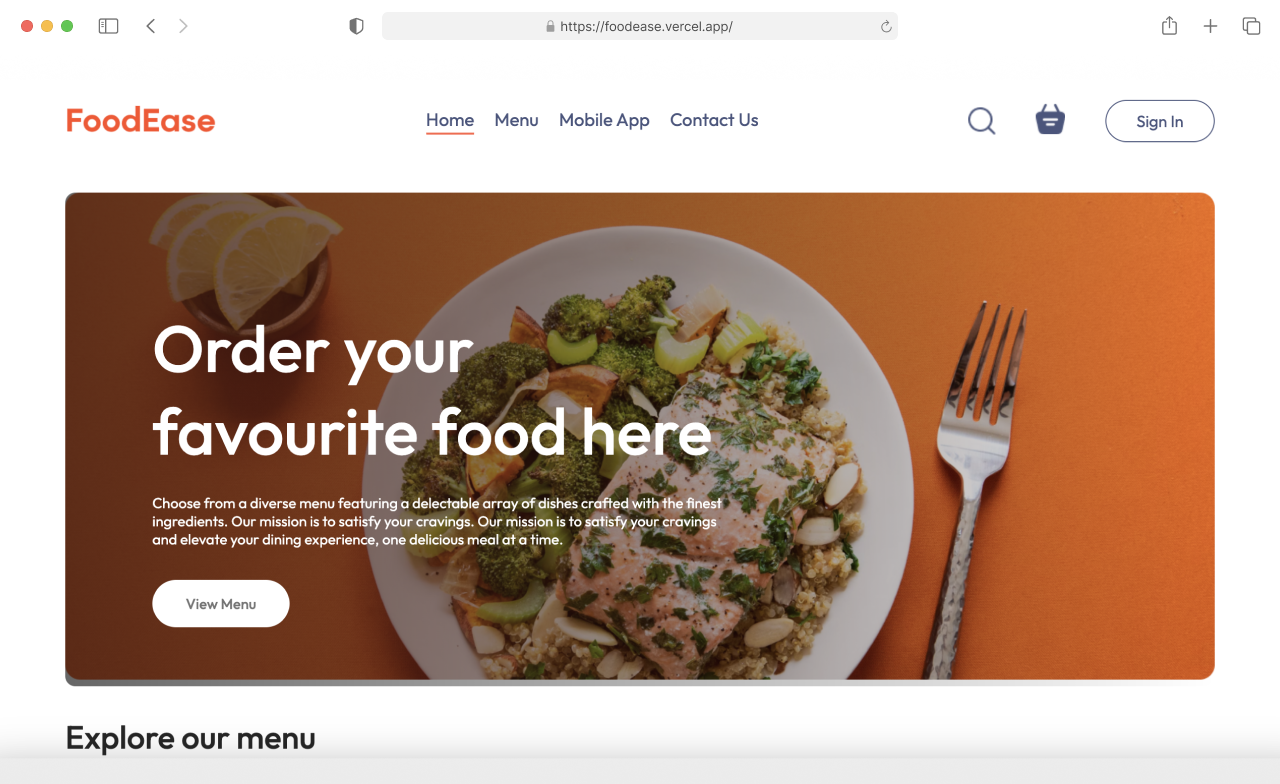 https://foodease.vercel.app/
FoodEase
Home Menu Mobile App Contact Us
Sign In
Order your
favourite food here
Choose from a diverse menu featuring a delectable array of dishes crafted with the finest
ingredients. Our mission is to satisfy your cravings. Our mission is to satisfy your cravings
and elevate your dining experience, one delicious meal at a time.
View Menu
Explore our menu